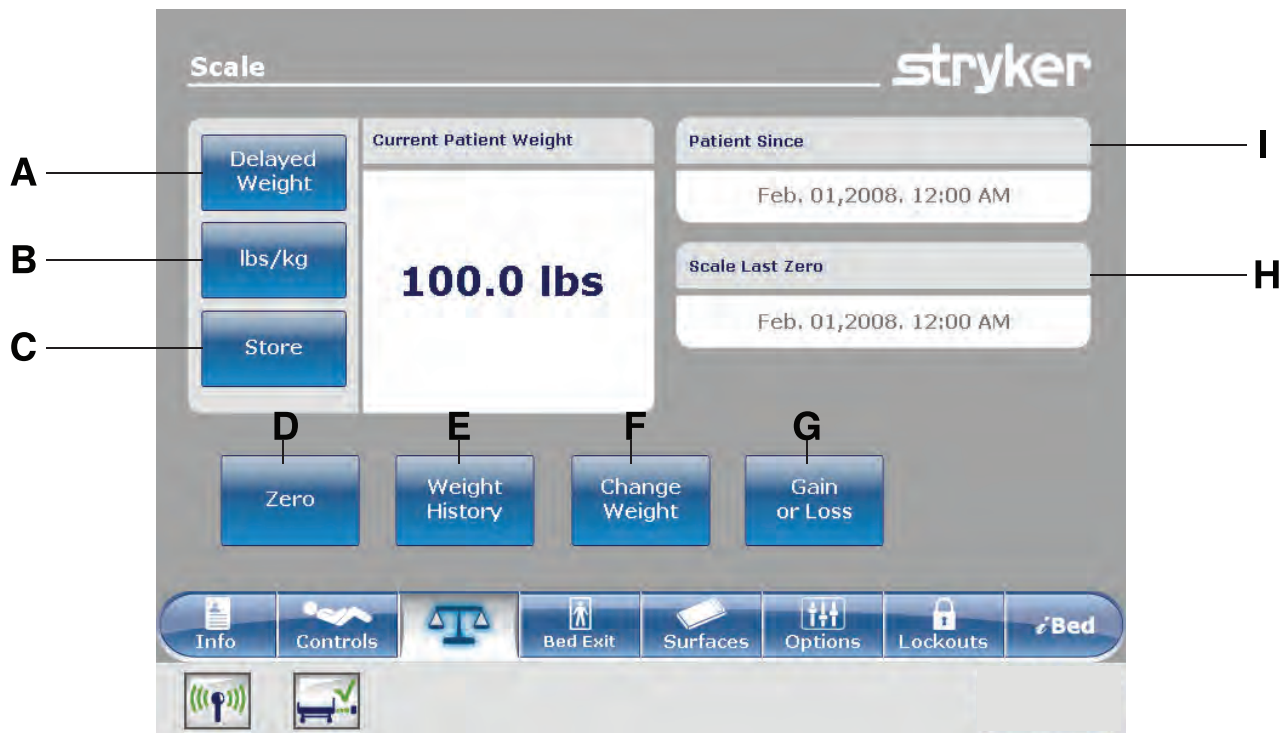 Scale
stryker
A
Delayed
Weight
Current Patient Weight
Patient Since
I
Feb. 01,2008, 12:00 AM
B
lbs/kg
100.0 lbs
Scale Last Zero
H
Feb. 01,2008, 12:00 AM
C
Store
D
E
F
G
Zero
Weight
History
Change
Weight
Gain
or Loss
Info
Controls
Bed Exit
Surfaces
Options
Lockouts
iBed